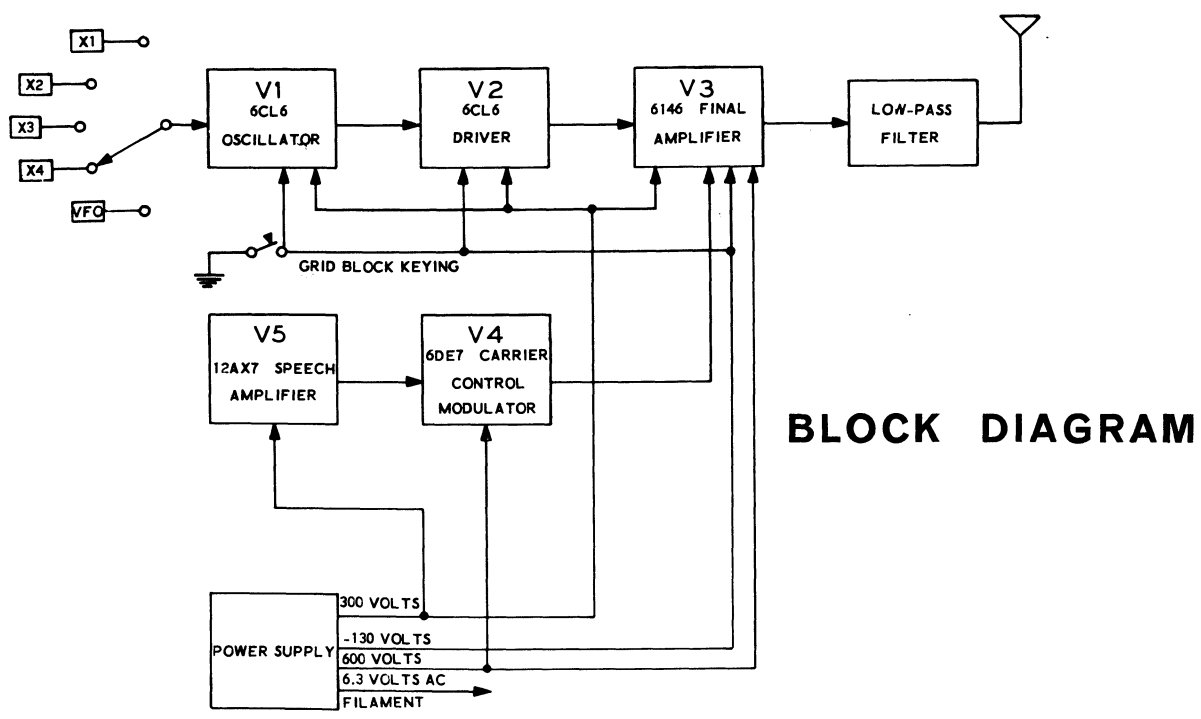 X1
X2
X3
X4
VFO
V1
6CL6
OSCILLATOR
V2
6CL6
DRIVER
V3
6146 FINAL
AMPLIFIER
LOW-PASS
FILTER
GRID BLOCK KEYING
V5
12AX7 SPEECH
AMPLIFIER
V4
6DE7 CARRIER
CONTROL
MODULATOR
BLOCK DIAGRAM
POWER SUPPLY
300 VOLTS
-130 VOLTS
600 VOLTS
6.3 VOLTS AC
FILAMENT